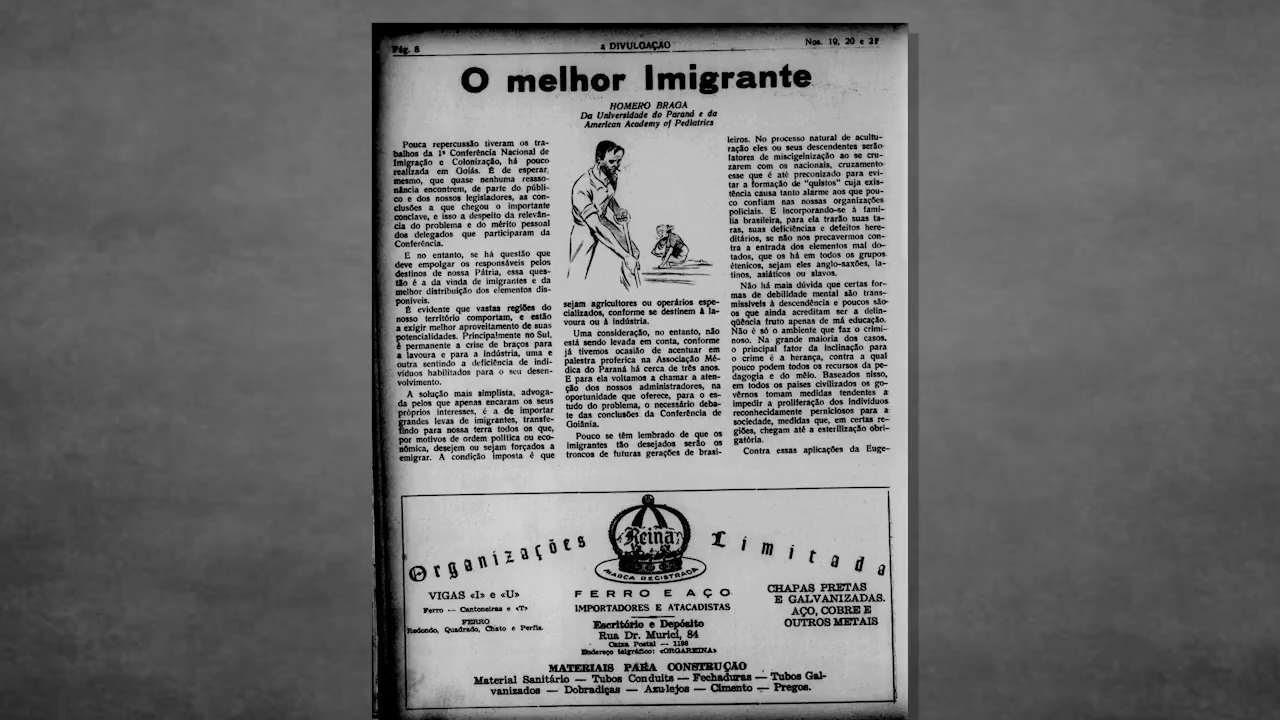 Pág. 8
a DIVULGAÇÃO
Nos. 19, 20 e 21
O melhor Imigrante
HOMERO BRAGA
Da Universidade do Paraná e da
American Academy of Pediatrics
Pouca repercussão tiveram os tra-
balhos da 1ª Conferência Nacional de
Imigração e Colonização, há pouco
realizada em Goiás. É de esperar,
mesmo, que quase nenhuma resso-
nância encontrem, de parte do públi-
co e dos nossos legisladores, as con-
clusões a que chegou o importante
conclave, e isso a despeito da relevân-
cia do problema e do mérito pessoal
dos delegados que participaram da
Conferência.
E no entanto, se há questão que
deve empolgar os responsáveis pelos
destinos de nossa Pátria, essa ques-
tão é a da vinda de imigrantes e da
melhor distribuição dos elementos dis-
poníveis.
É evidente que vastas regiões do
nosso território comportam, e estão
a exigir melhor aproveitamento de suas
potencialidades. Principalmente no Sul,
é permanente a crise de braços para
a lavoura e para a indústria, uma e
outra sentindo a deficiência de indi-
víduos habilitados para o seu desen-
volvimento.
A solução mais simplista, advoga-
da pelos que apenas encaram os seus
próprios interesses, é a de importar
grandes levas de imigrantes, transfe-
rindo para nossa terra todos os que,
por motivos de ordem política ou eco-
nômica, desejem ou sejam forçados a
emigrar. A condição imposta é que
sejam agricultores ou operários espe-
cializados, conforme se destinem à la-
voura ou à indústria.
Uma consideração, no entanto, não
está sendo levada em conta, conforme
já tivemos ocasião de acentuar em
palestra proferica na Associação Mé-
dica do Paraná há cerca de três anos.
E para ela voltamos a chamar a aten-
ção dos nossos administradores, na
oportunidade que oferece, para o es-
tudo do problema, o necessário deba-
te das conclusões da Conferência de
Goiânia.
Pouco se têm lembrado de que os
imigrantes tão desejados serão os
troncos de futuras gerações de brasi-
leiros. No processo natural de acultu-
ração eles ou seus descendentes serão
fatores de miscigeinização ao se cru-
zarem com os nacionais, cruzamento
esse que é até preconizado para evi-
tar a formação de "quistos" cuja exis-
tência causa tanto alarme aos que pou-
co confiam nas nossas organizações
policiais. E incorporando-se à famí-
lia brasileira, para ela trarão suas ta-
ras, suas deficiências e defeitos here-
ditários, se não nos precavermos con-
tra a entrada dos elementos mal do-
tados, que os há em todos os grupos
étenicos, sejam eles anglo-saxões, la-
tinos, asiáticos ou slavos.
Não há mais dúvida que certas for-
mas de debilidade mental são trans-
missíveis à descendência e poucos são
os que ainda acreditam ser a delin-
qüência fruto apenas de má educação.
Não é só o ambiente que faz o crimi-
noso. Na grande maioria dos casos,
o principal fator da inclinação para
o crime é a herança, contra a qual
pouco podem todos os recursos da pe-
dagogia e do mêio. Baseados nisso,
em todos os países civilizados os go-
vêrnos tomam medidas tendentes a
impedir a proliferação dos indivíduos
reconhecidamente perniciosos para a
sociedade, medidas que, em certas re-
giões, chegam até a esterilização obri-
gatória.
Contra essas aplicações da Euge-
Organizações Reina Limitada
MARCA REGISTRADA
VIGAS «I» e «U»
Ferro — Cantoneiras e «T»
FERRO
Redondo, Quadrado, Chato e Perfis.
FERRO E AÇO
IMPORTADORES E ATACADISTAS
Escritório e Depósito
Rua Dr. Murici, 84
Caixa Postal — 1198
Endereço telgráfico: «ORGAREINA»
CHAPAS PRETAS
E GALVANIZADAS.
AÇO, COBRE E
OUTROS METAIS
MATERIAIS PARA CONSTRUÇÃO
Material Sanitário — Tubos Conduits — Fechaduras — Tubos Gal-
vanizados — Dobradiças — Azulejos — Cimento — Pregos.